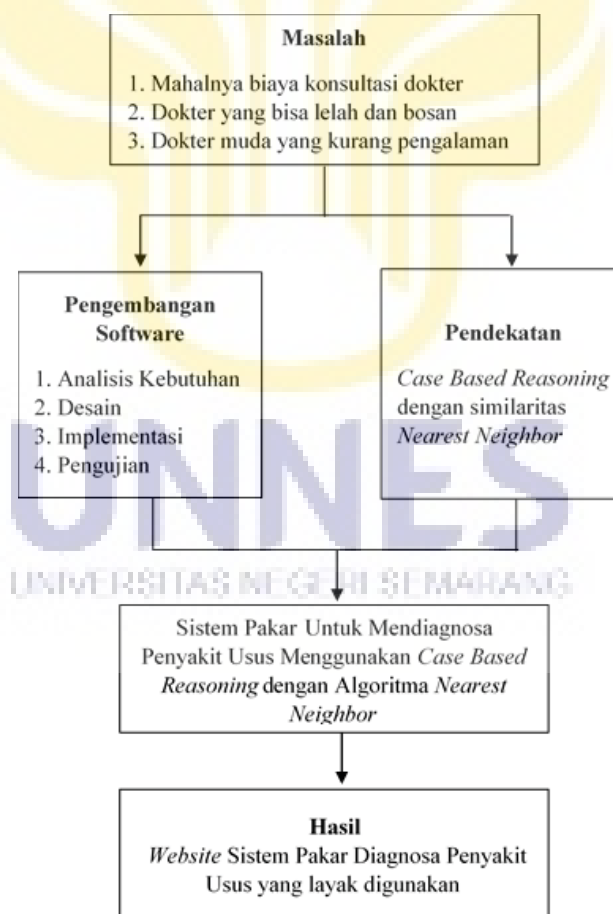 Masalah
1. Mahalnya biaya konsultasi dokter
2. Dokter yang bisa lelah dan bosan
3. Dokter muda yang kurang pengalaman
Pengembangan
Software
1. Analisis Kebutuhan
2. Desain
3. Implementasi
4. Pengujian
Pendekatan
Case Based Reasoning
dengan similaritas
Nearest Neighbor
UNNES
UNIVERSITAS NEGERI SEMARANG
Sistem Pakar Untuk Mendiagnosa
Penyakit Usus Menggunakan Case Based
Reasoning dengan Algoritma Nearest
Neighbor
Hasil
Website Sistem Pakar Diagnosa Penyakit
Usus yang layak digunakan